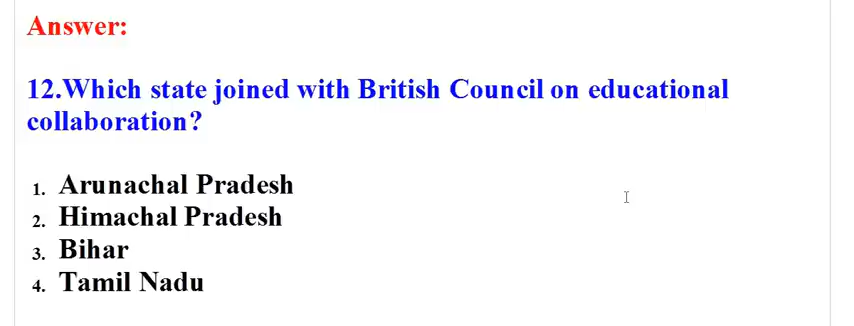 Answer:
12.Which state joined with British Council on educational
collaboration?
1. Arunachal Pradesh
2. Himachal Pradesh
3. Bihar
4. Tamil Nadu